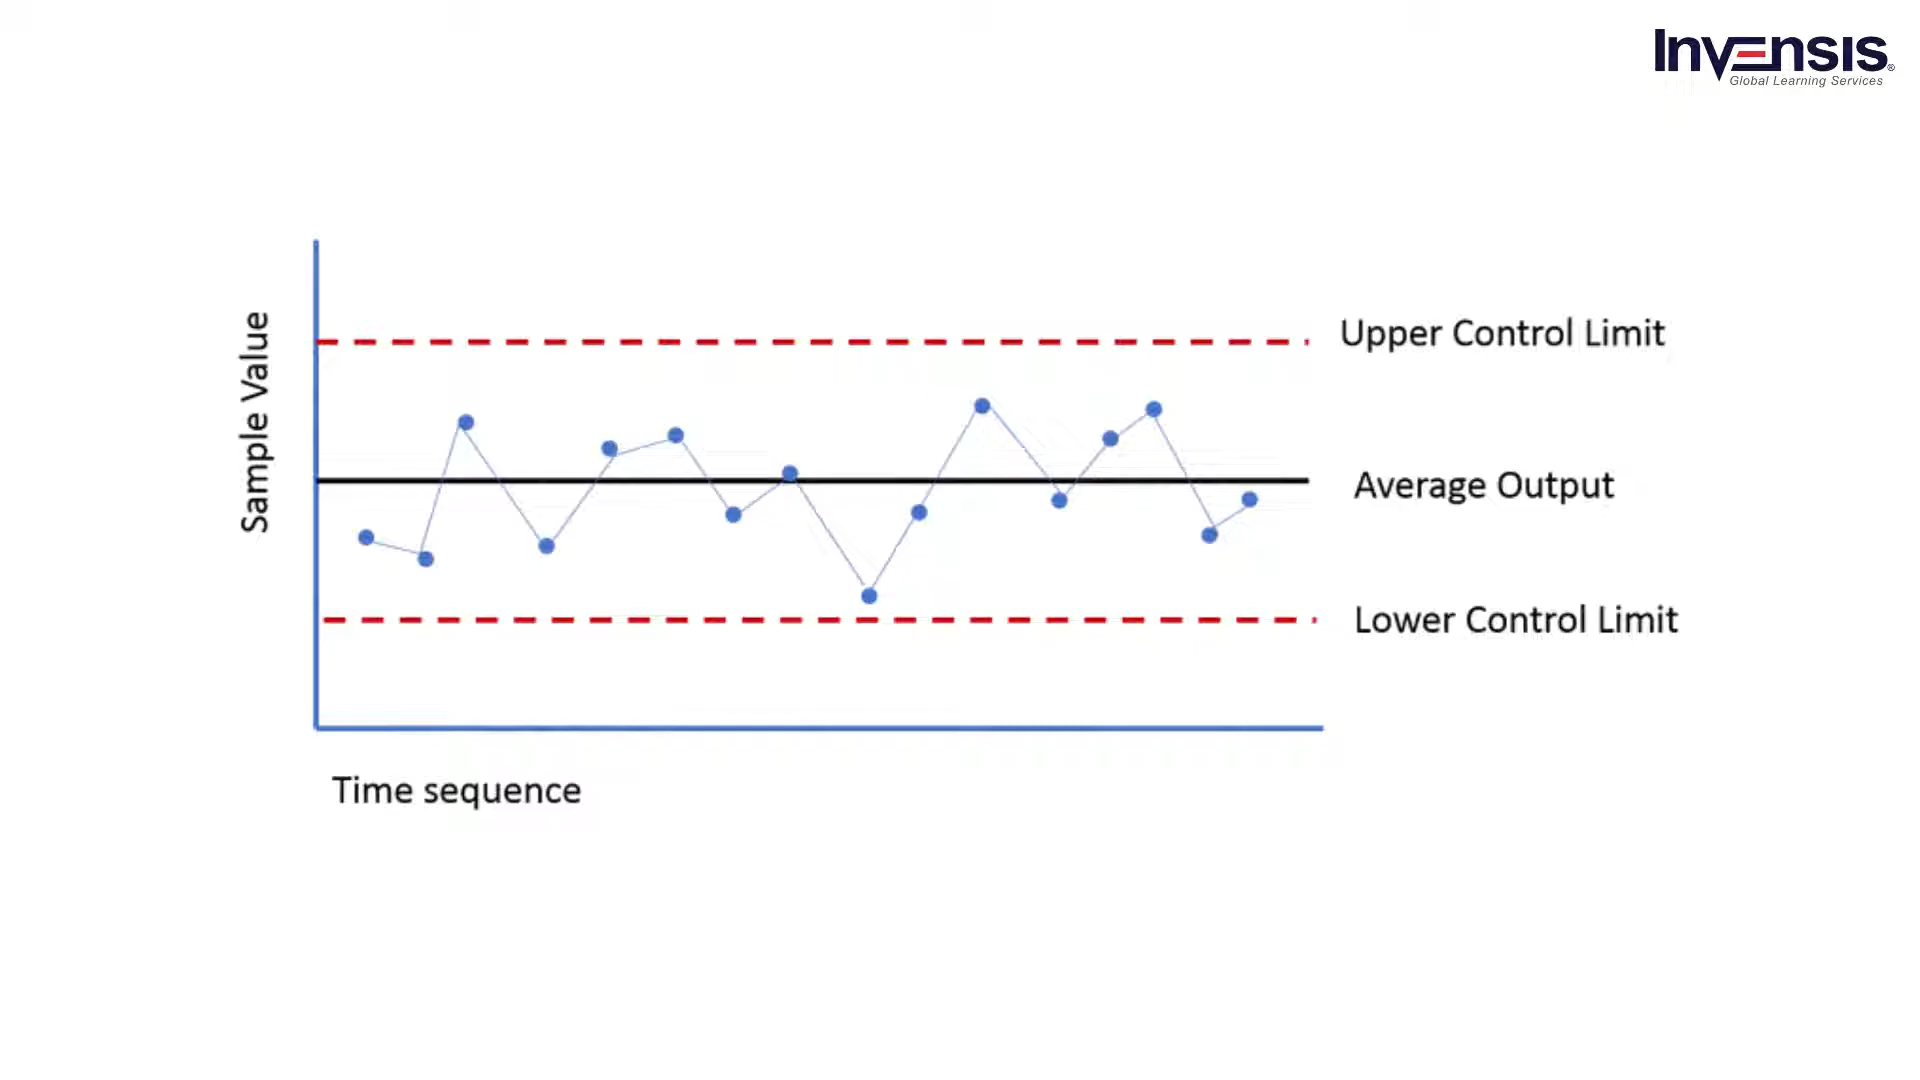 Invensis®
Global Learning Services
Upper Control Limit
Sample Value
Average Output
Lower Control Limit
Time sequence